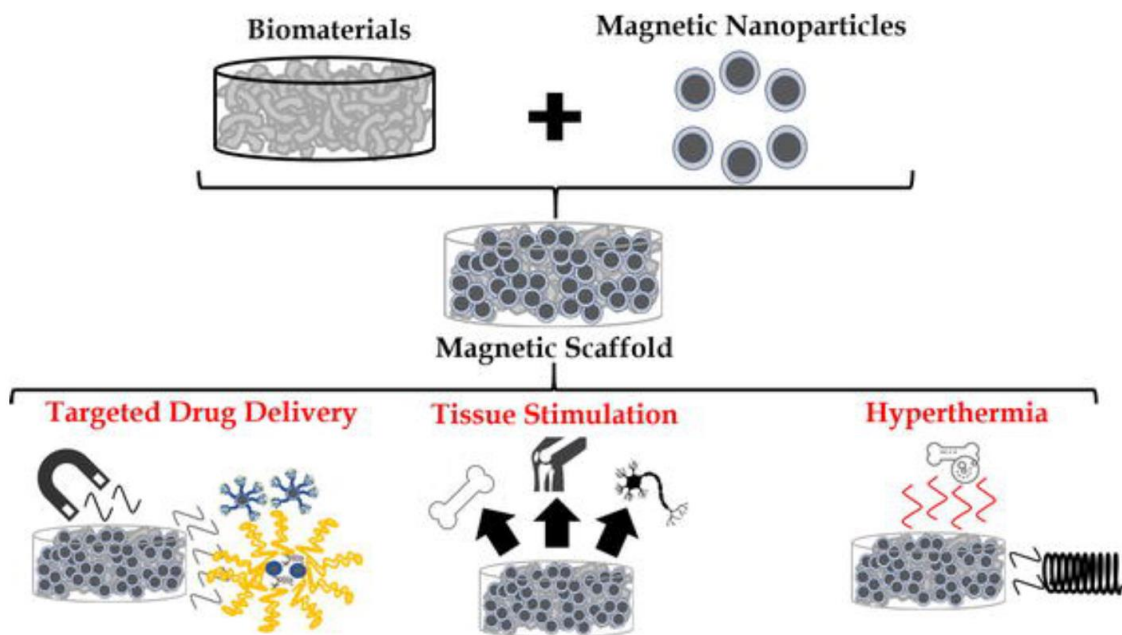 Biomaterials
Magnetic Nanoparticles
Magnetic Scaffold
Targeted Drug Delivery
Tissue Stimulation
Hyperthermia